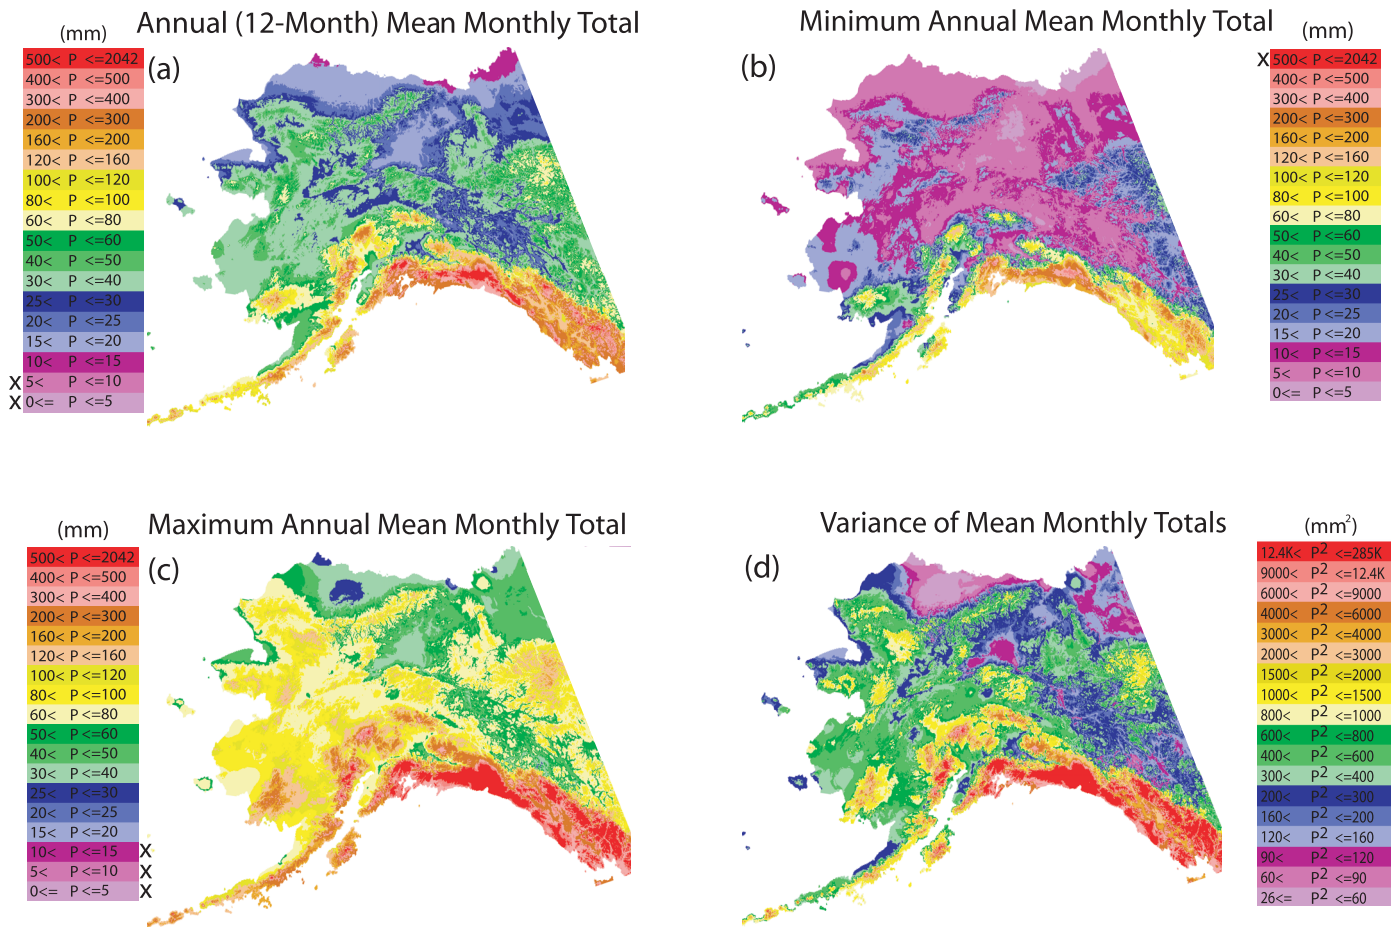 Annual (12-Month) Mean Monthly Total
(mm)
(a)
500< P <=2042
400< P <=500
300< P <=400
200< P <=300
160< P <=200
120< P <=160
100< P <=120
80< P <=100
60< P <=80
50< P <=60
40< P <=50
30< P <=40
25< P <=30
20< P <=25
15< P <=20
10< P <=15
X 5< P <=10
X 0<= P <=5
Minimum Annual Mean Monthly Total
(mm)
(b)
X 500< P <=2042
400< P <=500
300< P <=400
200< P <=300
160< P <=200
120< P <=160
100< P <=120
80< P <=100
60< P <=80
50< P <=60
40< P <=50
30< P <=40
25< P <=30
20< P <=25
15< P <=20
10< P <=15
5< P <=10
0<= P <=5
Maximum Annual Mean Monthly Total
(mm)
(c)
500< P <=2042
400< P <=500
300< P <=400
200< P <=300
160< P <=200
120< P <=160
100< P <=120
80< P <=100
60< P <=80
50< P <=60
40< P <=50
30< P <=40
25< P <=30
20< P <=25
15< P <=20
10< P <=15 X
5< P <=10 X
0<= P <=5 X
Variance of Mean Monthly Totals
(mm²)
(d)
12.4K< P² <=285K
9000< P² <=12.4K
6000< P² <=9000
4000< P² <=6000
3000< P² <=4000
2000< P² <=3000
1500< P² <=2000
1000< P² <=1500
800< P² <=1000
600< P² <=800
400< P² <=600
300< P² <=400
200< P² <=300
160< P² <=200
120< P² <=160
90< P² <=120
60< P² <=90
26<= P² <=60